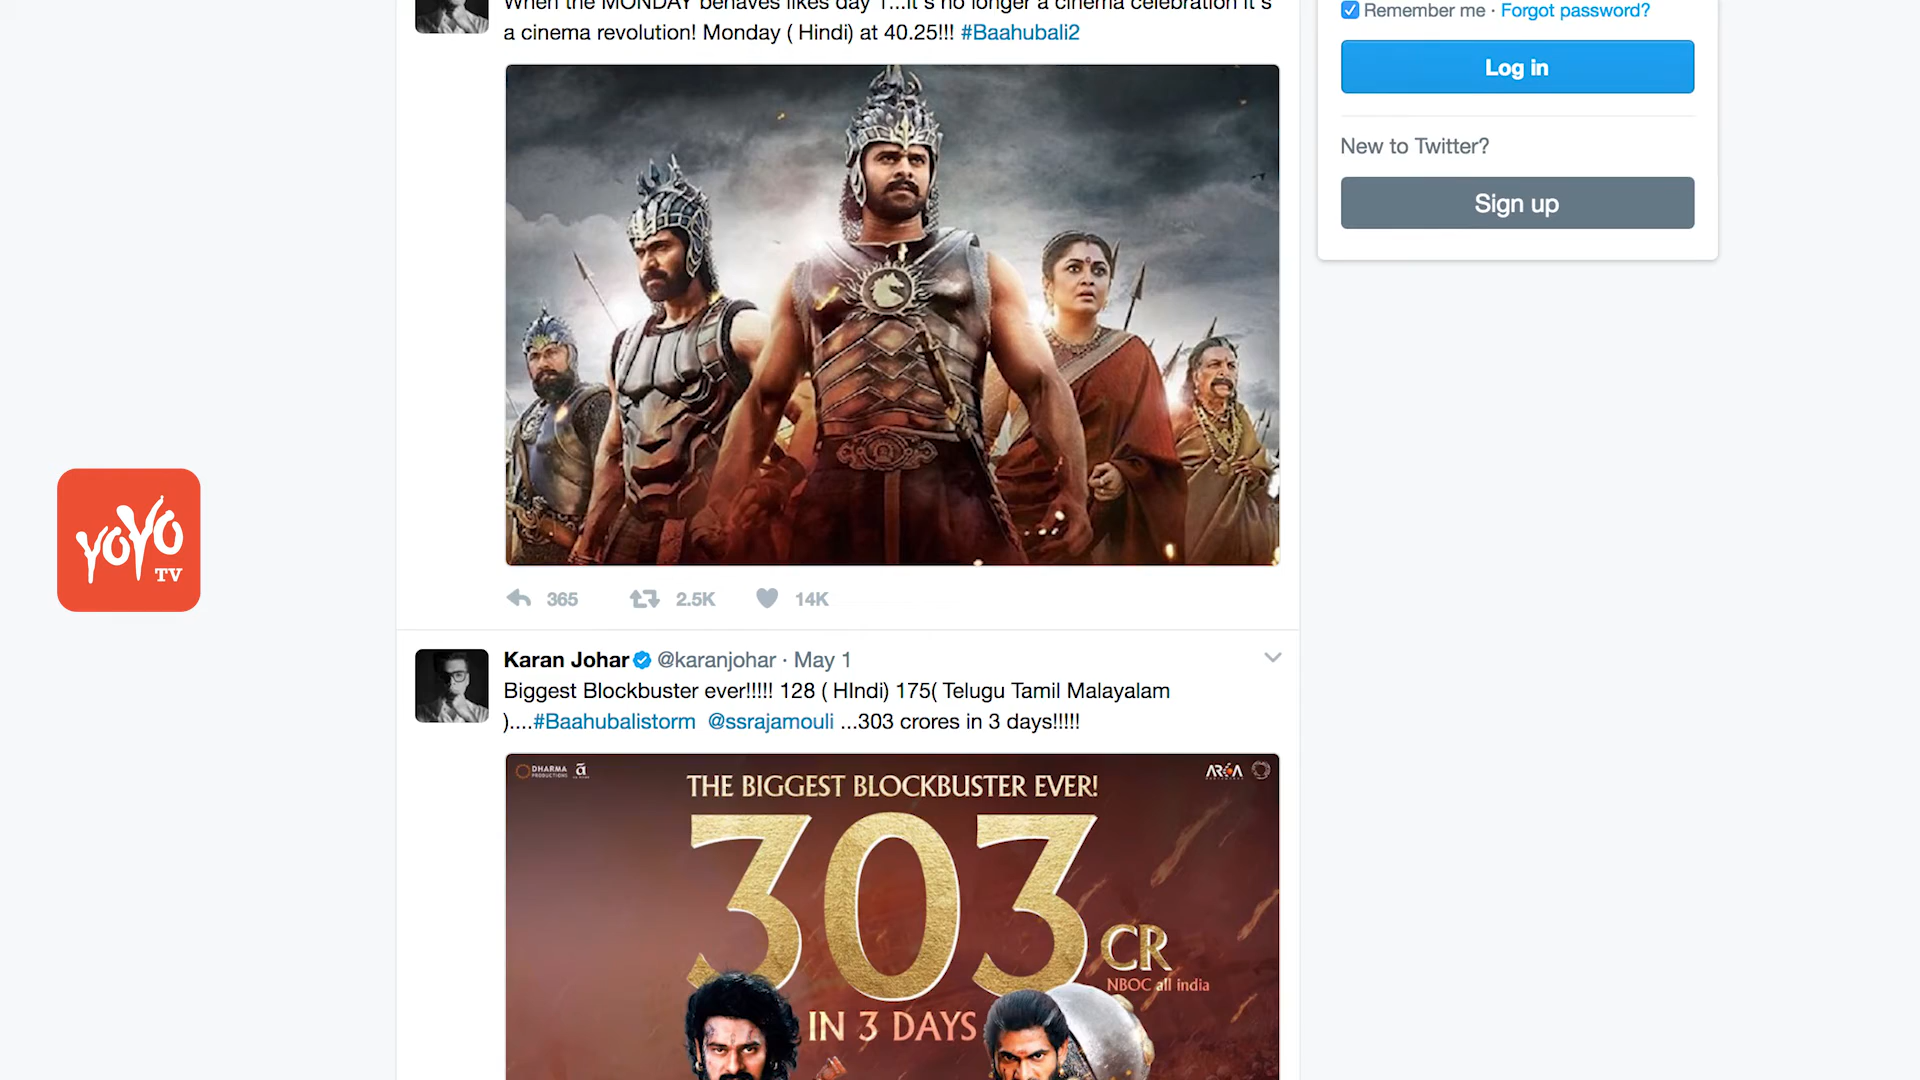 When the MONDAY behaves likes day 1...it's no longer a cinema celebration it's
a cinema revolution! Monday ( Hindi) at 40.25!!! #Baahubali2
Remember me · Forgot password?
Log in
New to Twitter?
Sign up
365 2.5K 14K
YOYO
TV
Karan Johar @karanjohar · May 1
Biggest Blockbuster ever!!!!! 128 ( HIndi) 175( Telugu Tamil Malayalam
)....#Baahubalistorm @ssrajamouli ...303 crores in 3 days!!!!!
DHARMA
PRODUCTIONS
ARKA
THE BIGGEST BLOCKBUSTER EVER!
303
CR
NBOC all india
IN 3 DAYS